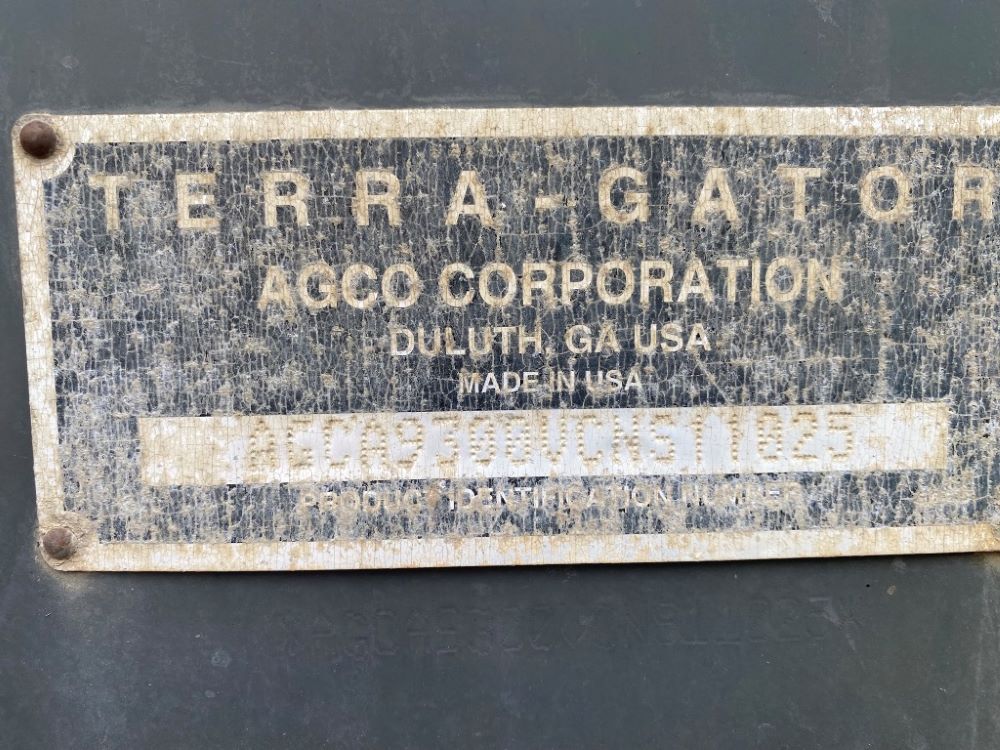 TERRA-GATOR
AGCO CORPORATION
DULUTH, GA USA
MADE IN USA
AGCA9300VCNS11025
PRODUCT IDENTIFICATION NUMBER